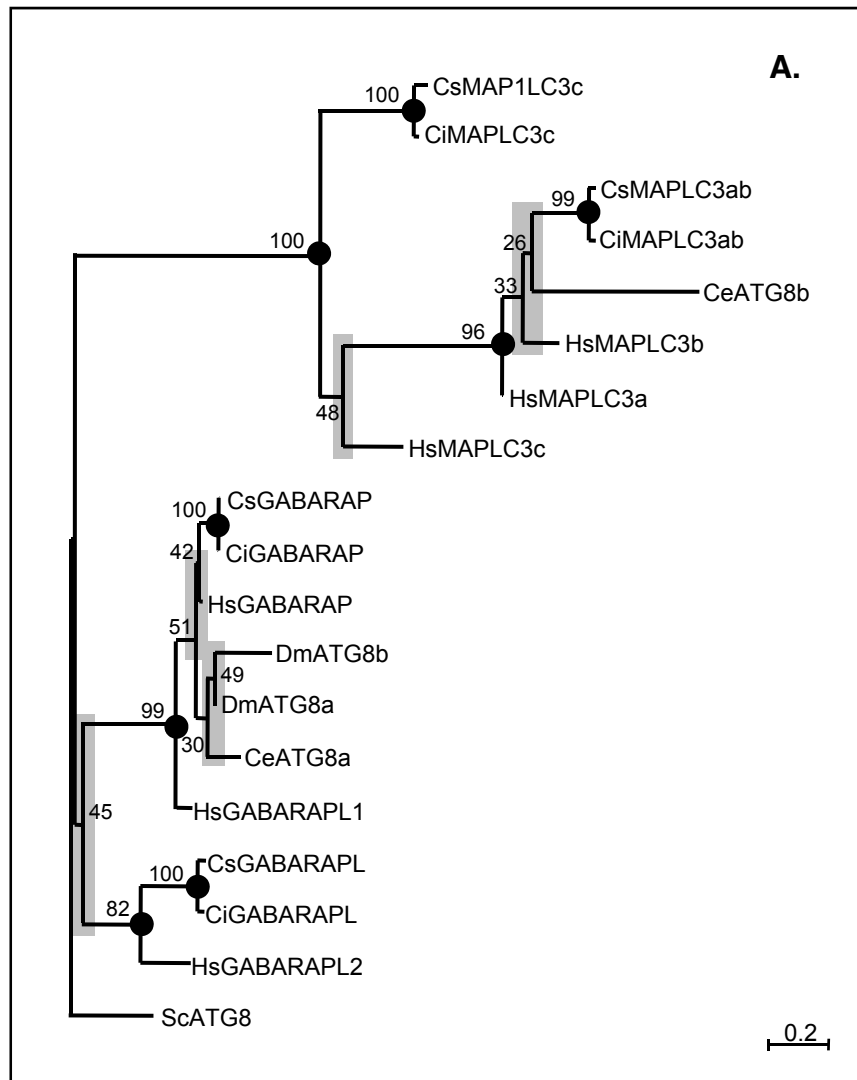 A.
CsMAP1LC3c
100
CiMAPLC3c
CsMAPLC3ab
99
100
26
CiMAPLC3ab
33
CeATG8b
96
HsMAPLC3b
HsMAPLC3a
48
HsMAPLC3c
CsGABARAP
100
42
CiGABARAP
HsGABARAP
51
DmATG8b
49
DmATG8a
99
30
CeATG8a
45
HsGABARAPL1
CsGABARAPL
100
82
CiGABARAPL
HsGABARAPL2
ScATG8
0.2